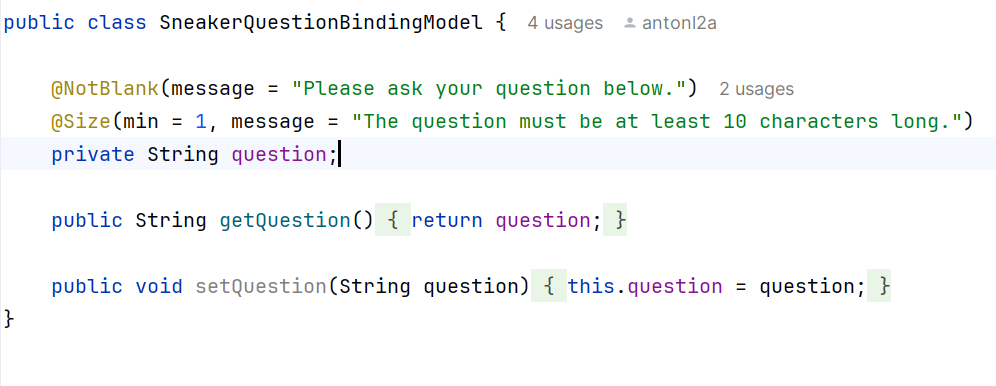 public class SneakerQuestionBindingModel { 4 usages antonl2a
@NotBlank(message = "Please ask your question below.") 2 usages
@Size(min = 1, message = "The question must be at least 10 characters long.")
private String question;
public String getQuestion() { return question; }
public void setQuestion(String question) { this.question = question; }
}